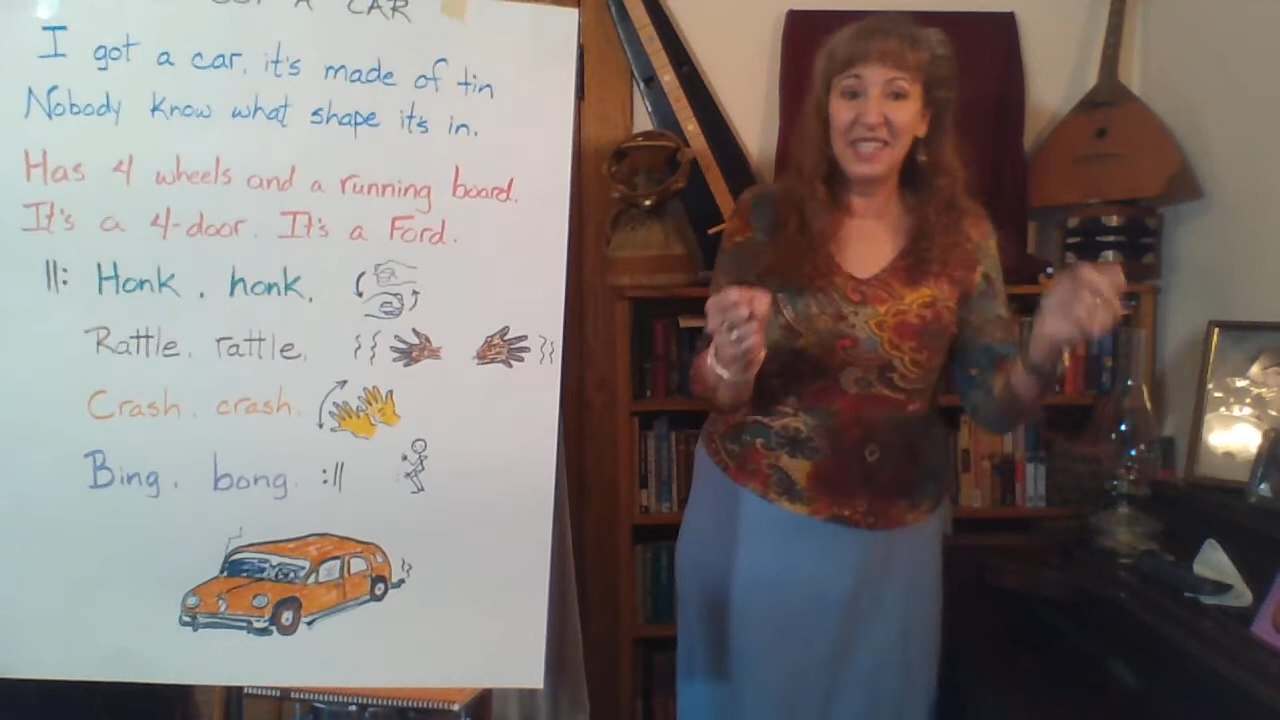 A CAR
I got a car, it's made of tin
Nobody know what shape it's in.
Has 4 wheels and a running board.
It's a 4-door. It's a Ford.
||: Honk, honk,
Rattle, rattle,
Crash, crash,
Bing, bong :||